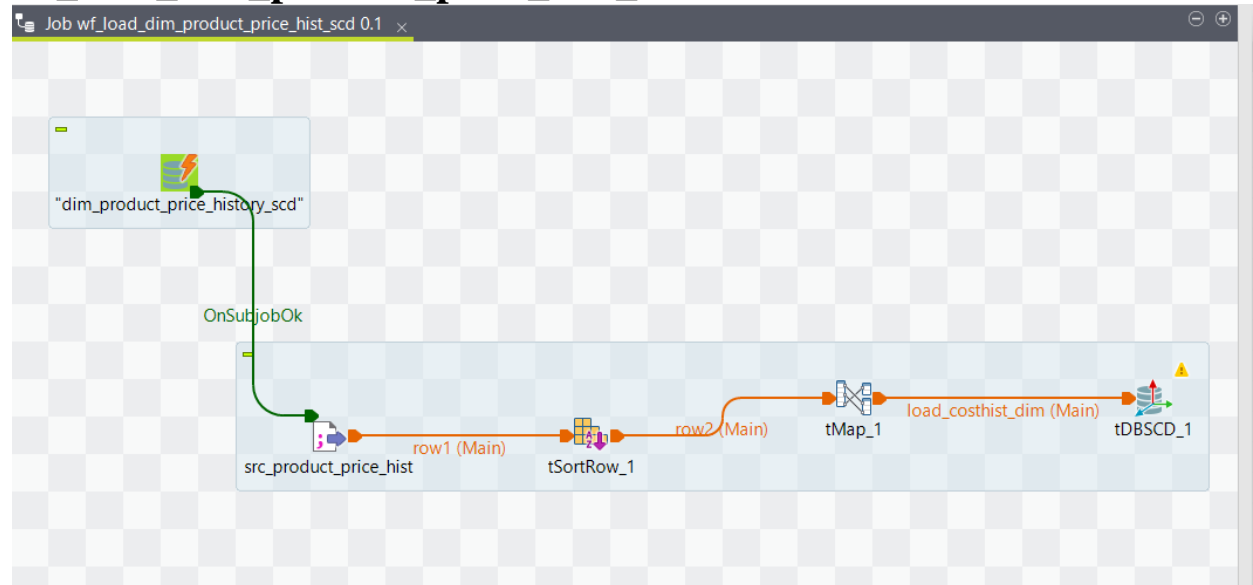 Job wf_load_dim_product_price_hist_scd 0.1
"dim_product_price_history_scd"
OnSubjobOk
row1 (Main)
row2 (Main)
load_costhist_dim (Main)
src_product_price_hist
tSortRow_1
tMap_1
tDBSCD_1